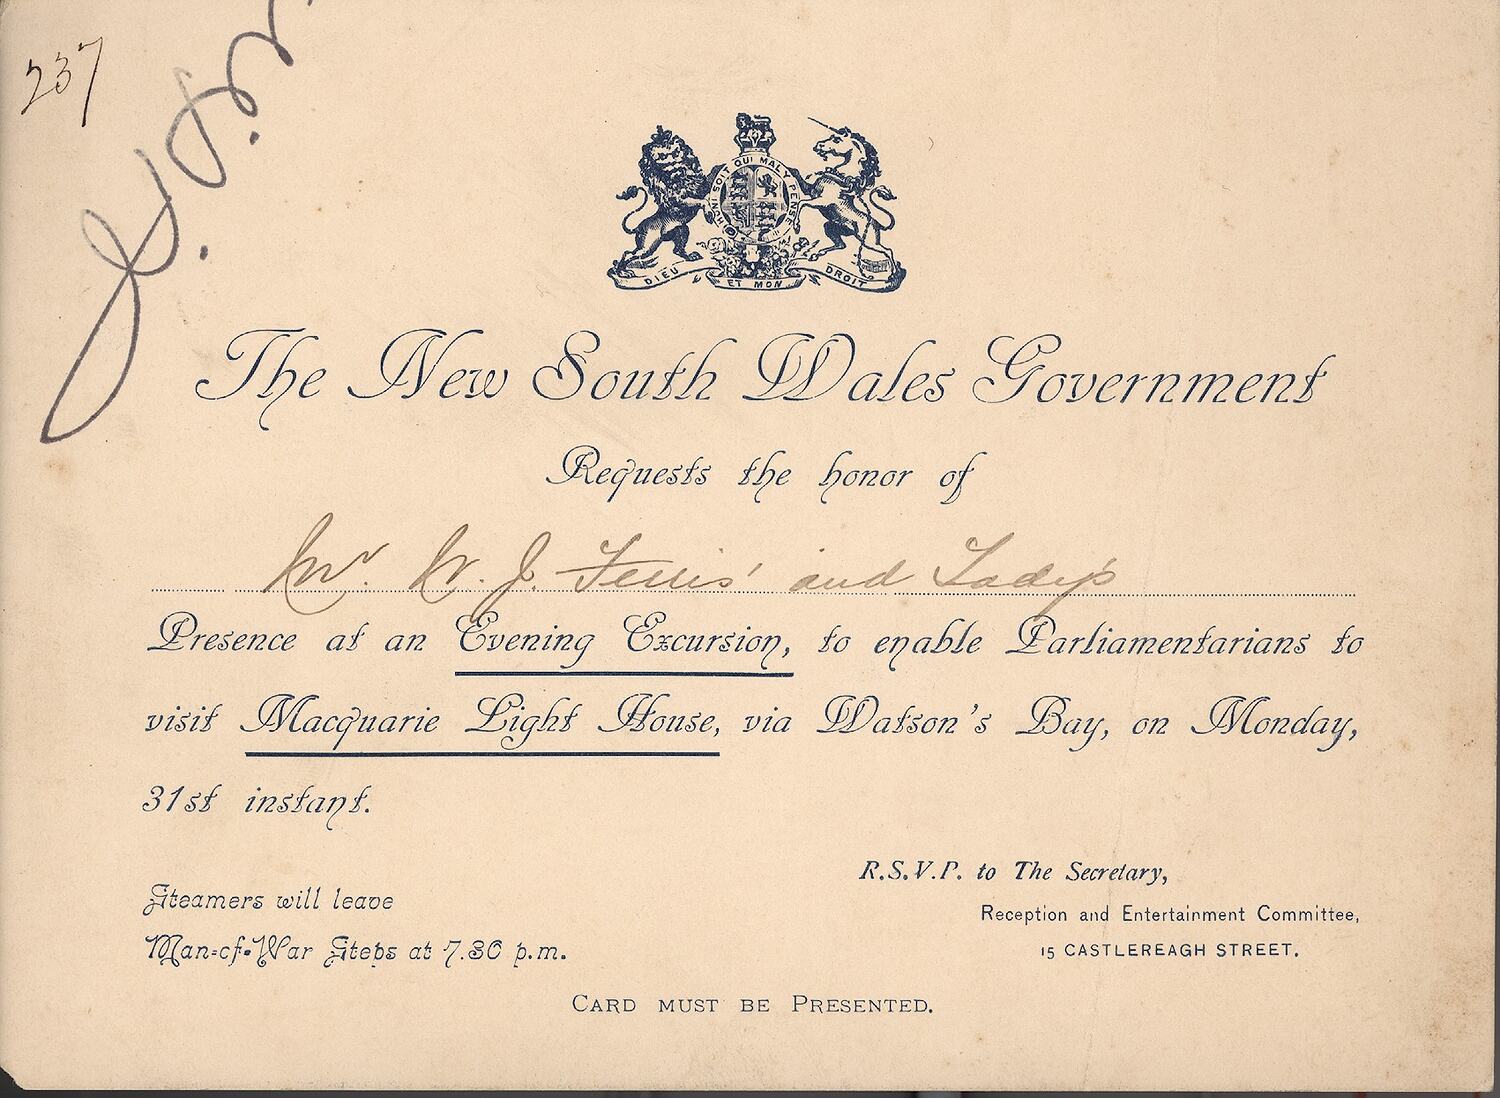 237
HONI SOIT QUI MAL Y PENSE
DIEU ET MON DROIT
The New South Wales Government
Requests the honor of
Mr. W. J. Ferris' and Lady's
Presence at an Evening Excursion, to enable Parliamentarians to
visit Macquarie Light House, via Watson's Bay, on Monday,
31st instant.
Steamers will leave
Man-of-War Steps at 7.30 p.m.
R.S.V.P. to The Secretary,
Reception and Entertainment Committee,
15 CASTLEREAGH STREET.
CARD MUST BE PRESENTED.